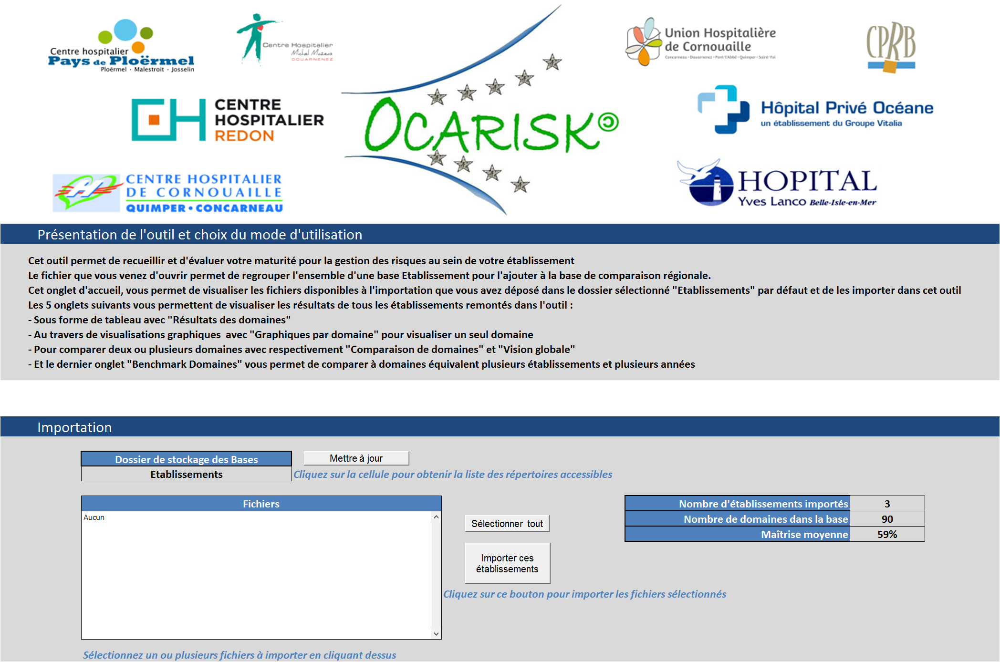 Centre hospitalier
Pays de Ploërmel
Ploërmel · Malestroit · Josselin
Centre Hospitalier
Michel Mazeas
DOUARNENEZ
Union Hospitalière
de Cornouaille
Concarneau • Douarnenez • Pont-l'Abbé • Quimper • Saint-Yvi
CPRB
CH CENTRE
HOSPITALIER
REDON
OCARISK
Hôpital Privé Océane
un établissement du Groupe Vitalia
CENTRE HOSPITALIER
DE CORNOUAILLE
QUIMPER • CONCARNEAU
HOPITAL
Yves Lanco Belle-Isle-en-Mer
Présentation de l'outil et choix du mode d'utilisation
Cet outil permet de recueillir et d'évaluer votre maturité pour la gestion des risques au sein de votre établissement
Le fichier que vous venez d'ouvrir permet de regrouper l'ensemble d'une base Etablissement pour l'ajouter à la base de comparaison régionale.
Cet onglet d'accueil, vous permet de visualiser les fichiers disponibles à l'importation que vous avez déposé dans le dossier sélectionné "Etablissements" par défaut et de les importer dans cet outil
Les 5 onglets suivants vous permettent de visualiser les résultats de tous les établissements remontés dans l'outil :
- Sous forme de tableau avec "Résultats des domaines"
- Au travers de visualisations graphiques  avec "Graphiques par domaine" pour visualiser un seul domaine
- Pour comparer deux ou plusieurs domaines avec respectivement "Comparaison de domaines" et "Vision globale"
- Et le dernier onglet "Benchmark Domaines" vous permet de comparer à domaines équivalent plusieurs établissements et plusieurs années
Importation
Dossier de stockage des Bases
Mettre à jour
Etablissements
Cliquez sur la cellule pour obtenir la liste des répertoires accessibles
Fichiers
Aucun
Sélectionner  tout
Importer ces
établissements
Cliquez sur ce bouton pour importer les fichiers sélectionnés
Nombre d'établissements importés 3
Nombre de domaines dans la base 90
Maîtrise moyenne 59%
Sélectionnez un ou plusieurs fichiers à importer en cliquant dessus